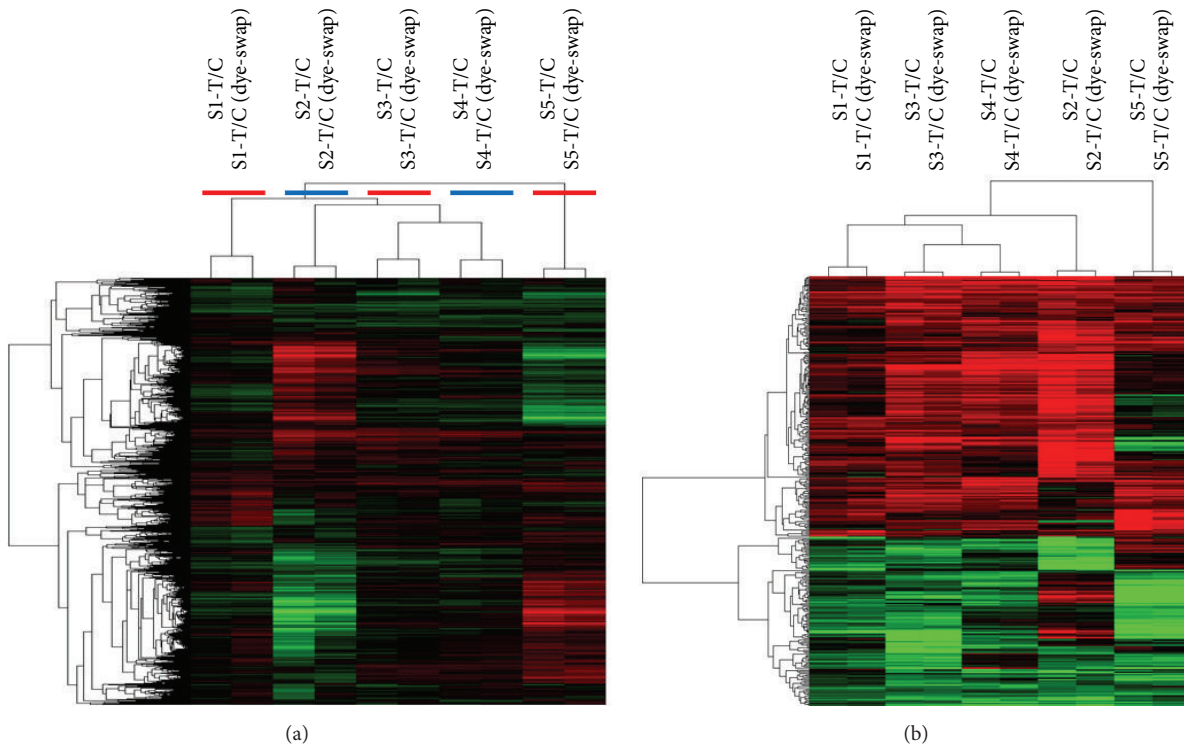 S1-T/C
S1-T/C (dye-swap)
S2-T/C
S2-T/C (dye-swap)
S3-T/C
S3-T/C (dye-swap)
S4-T/C
S4-T/C (dye-swap)
S5-T/C
S5-T/C (dye-swap)
(a)
S1-T/C
S1-T/C (dye-swap)
S3-T/C
S3-T/C (dye-swap)
S4-T/C
S4-T/C (dye-swap)
S2-T/C
S2-T/C (dye-swap)
S5-T/C
S5-T/C (dye-swap)
(b)